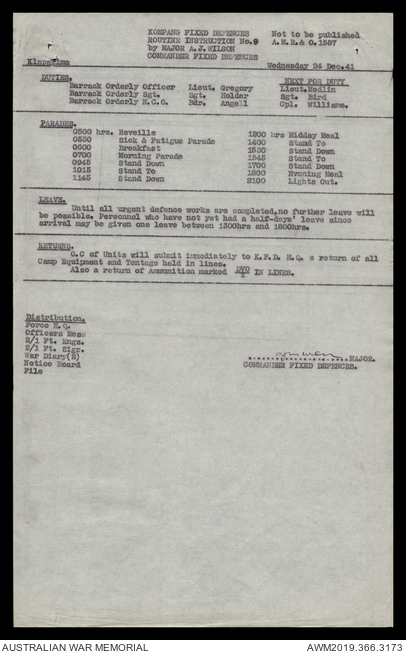 KOEPANG FIXED DEFENCES
ROUTINE INSTRUCTION No.9
by MAJOR A.J.WILSON
COMMANDER FIXED DEFENCES
Not to be published
A.M.R.& O.1587
Klapalima
Wednesday 24 Dec.41
DUTIES.
NEXT FOR DUTY
Barrack Orderly Officer Lieut. Gregory Lieut.Medlin
Barrack Orderly Sgt. Sgt. Holder Sgt. Bird
Barrack Orderly N.C.O. Bdr. Angell Cpl. Williams.
PARADES.
0500 hrs. Reveille 1200 hrs Midday Meal
0550 Sick & Fatigue Parade 1400 Stand To
0600 Breakfast 1530 Stand Down
0700 Morning Parade 1545 Stand To
0945 Stand Down 1700 Stand Down
1015 Stand To 1800 Evening Meal
1145 Stand Down 2100 Lights Out.
LEAVE.
Until all urgent defence works are completed,no further leave will
be possible. Personnel who have not yet had a half-days' leave since
arrival may be given one leave between 1300hrs and 1800hrs.
RETURNS.
O.C of Units will submit immediately to K.F.D. H.Q. a return of all
Camp Equipment and Tentage held in lines.
Also a return of Ammunition marked IN LINES.
Distribution.
Force H.Q.
Officers Mess
2/1 Ft. Engs.
2/1 Ft. Sigs.
War Diary(2)
Notice Board
File
MAJOR.
COMMANDER FIXED DEFENCES.
AUSTRALIAN WAR MEMORIAL
AWM2019.366.3173